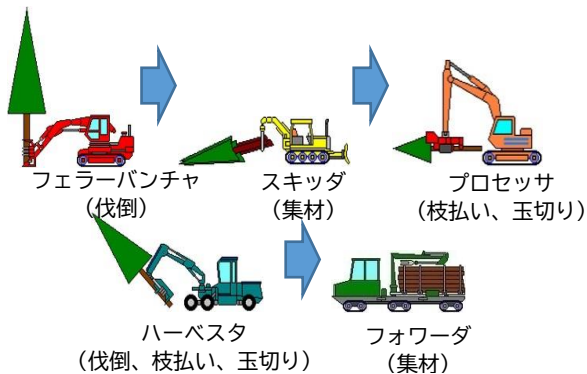 フェラーバンチャ
（伐倒）
スキッダ
（集材）
プロセッサ
（枝払い、玉切り）
ハーベスタ
（伐倒、枝払い、玉切り）
フォワーダ
（集材）